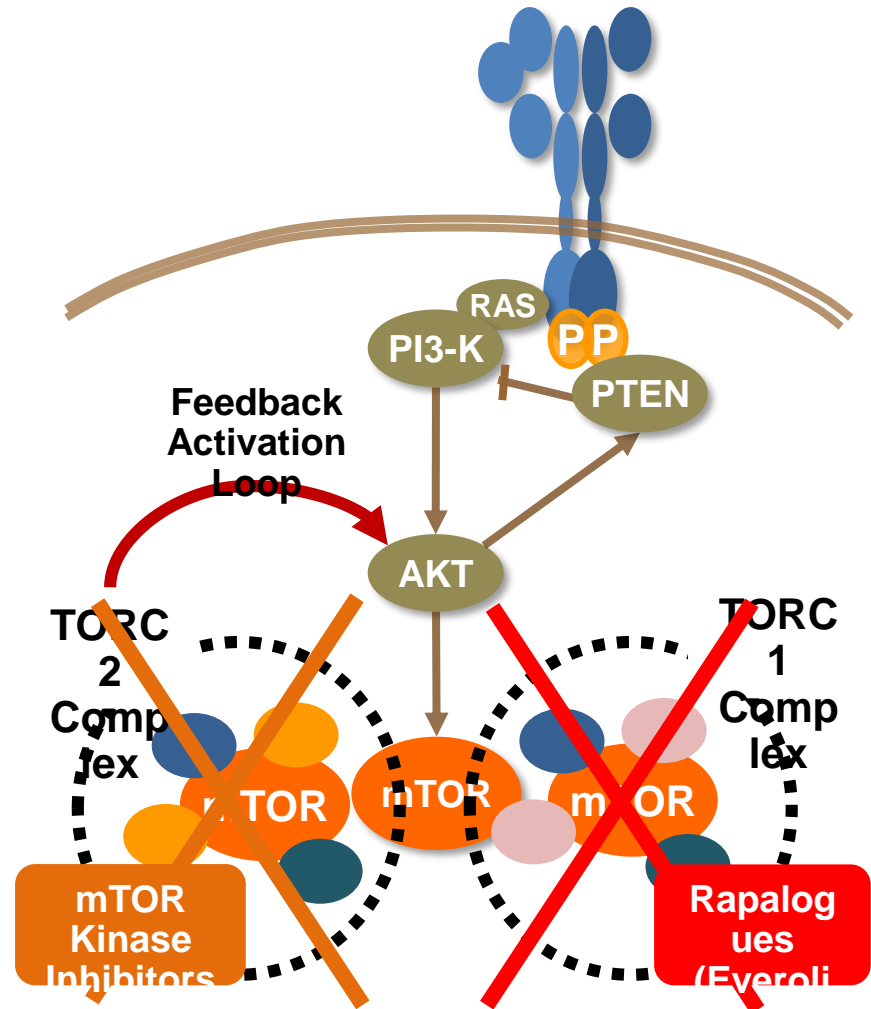 RAS
PI3-K
P P
PTEN
Feedback
Activation
Loop
AKT
TORC
2
Comp
lex
TORC
1
Comp
lex
mTOR
mTOR
mTOR
mTOR
Kinase
Inhibitors
Rapalog
ues
(Everoli